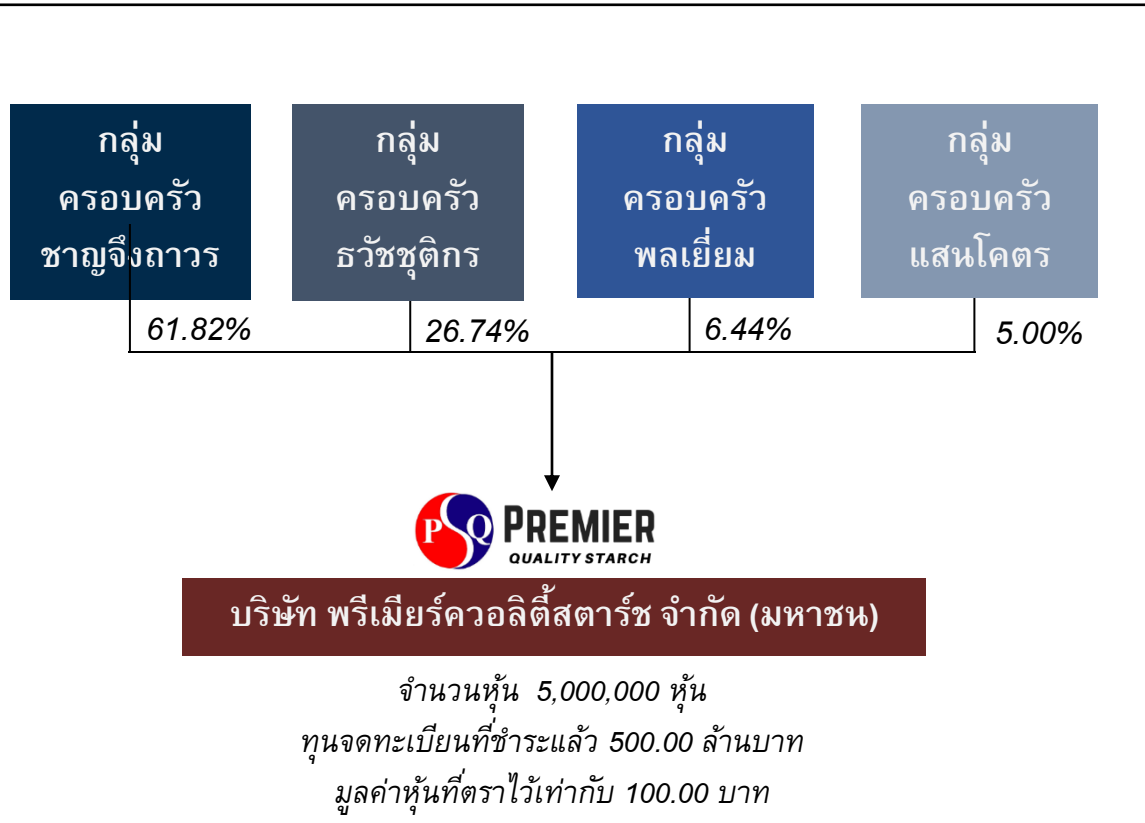 กลุ่ม
ครอบครัว
ชาญจึงถาวร
กลุ่ม
ครอบครัว
ธวัชชุติกร
กลุ่ม
ครอบครัว
พลเยี่ยม
กลุ่ม
ครอบครัว
แสนโคตร
61.82%
26.74%
6.44%
5.00%
PSQ PREMIER
QUALITY STARCH
บริษัท พรีเมียร์ควอลิตี้สตาร์ช จำกัด (มหาชน)
จำนวนหุ้น 5,000,000 หุ้น
ทุนจดทะเบียนที่ชำระแล้ว 500.00 ล้านบาท
มูลค่าหุ้นที่ตราไว้เท่ากับ 100.00 บาท